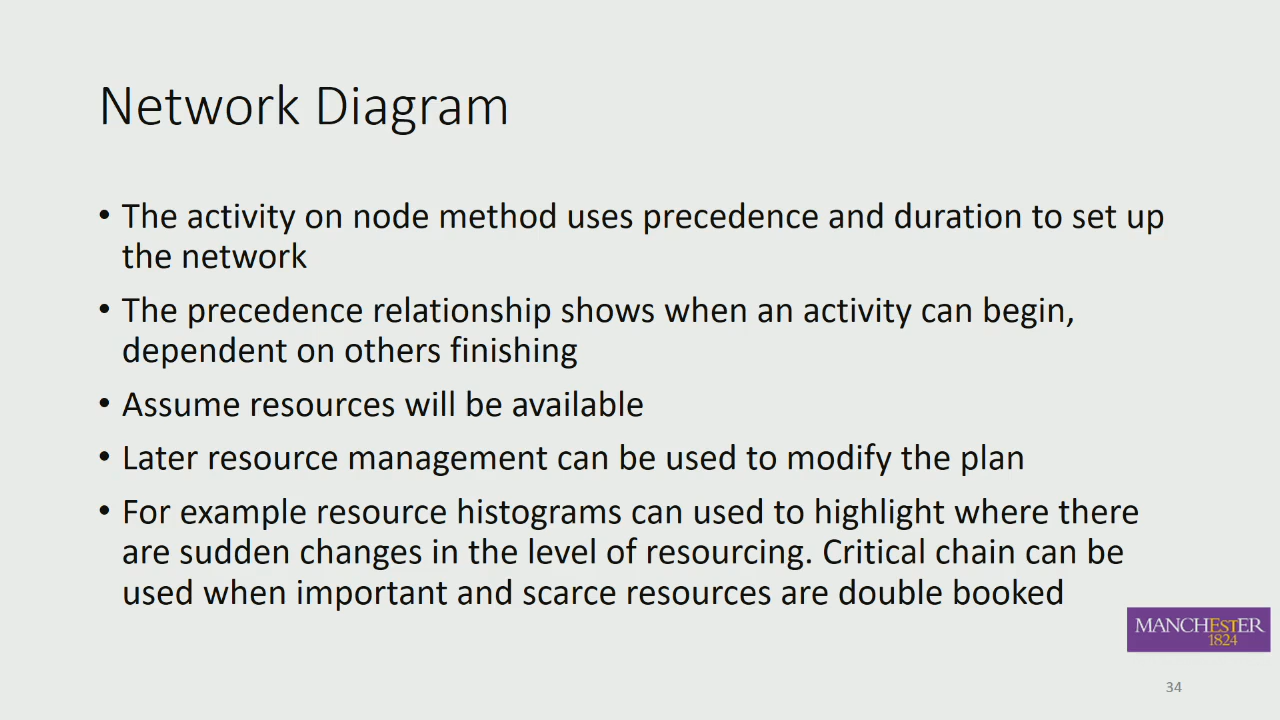 Network Diagram
• The activity on node method uses precedence and duration to set up
the network
• The precedence relationship shows when an activity can begin,
dependent on others finishing
• Assume resources will be available
• Later resource management can be used to modify the plan
• For example resource histograms can used to highlight where there
are sudden changes in the level of resourcing. Critical chain can be
used when important and scarce resources are double booked
MANCHESTER
1824
34